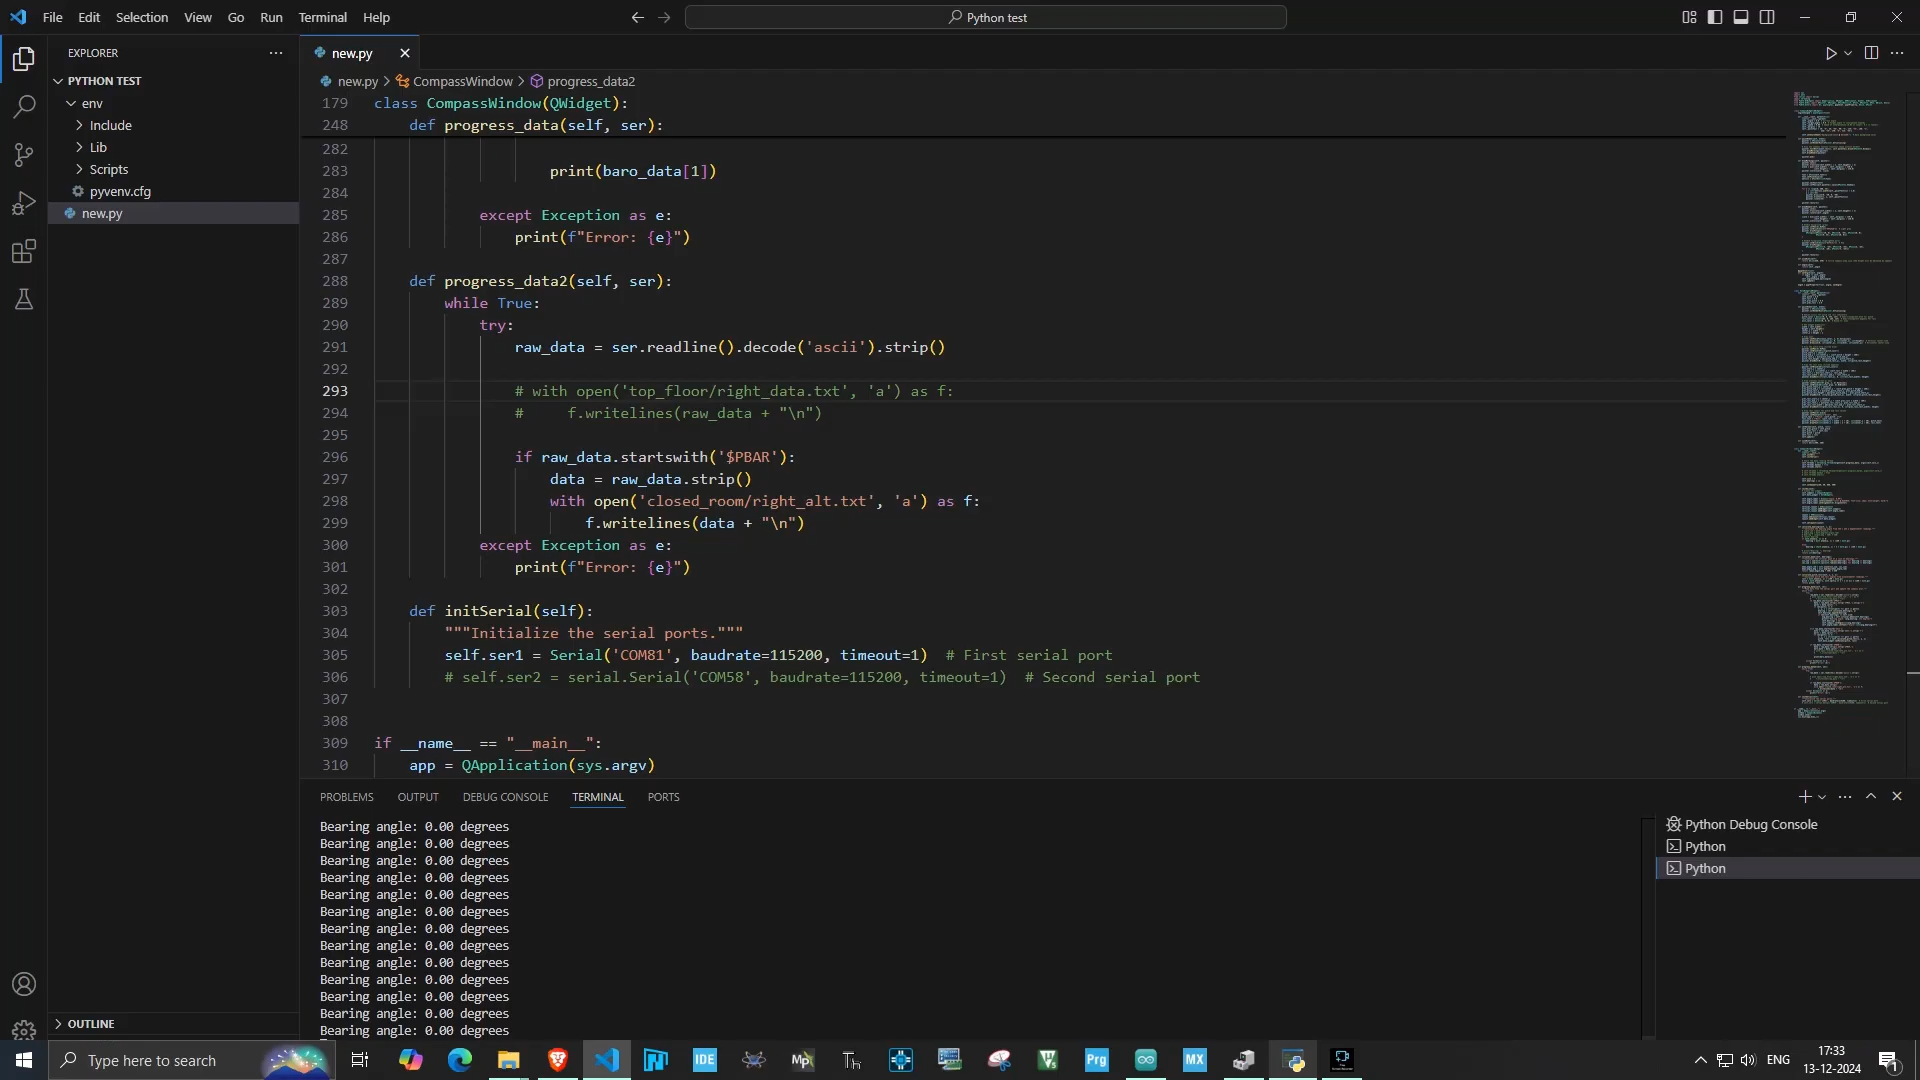 File Edit Selection View Go Run Terminal Help
Python test
EXPLORER
PYTHON TEST
env
Include
Lib
Scripts
pyvenv.cfg
new.py
OUTLINE
new.py
new.py > CompassWindow > progress_data2
179 class CompassWindow(QWidget):
248 def progress_data(self, ser):
282
283 print(baro_data[1])
284
285 except Exception as e:
286 print(f"Error: {e}")
287
288 def progress_data2(self, ser):
289 while True:
290 try:
291 raw_data = ser.readline().decode('ascii').strip()
292
293 # with open('top_floor/right_data.txt', 'a') as f:
294 #     f.writelines(raw_data + "\n")
295
296 if raw_data.startswith('$PBAR'):
297 data = raw_data.strip()
298 with open('closed_room/right_alt.txt', 'a') as f:
299 f.writelines(data + "\n")
300 except Exception as e:
301 print(f"Error: {e}")
302
303 def initSerial(self):
304 """Initialize the serial ports."""
305 self.ser1 = Serial('COM81', baudrate=115200, timeout=1)  # First serial port
306 # self.ser2 = serial.Serial('COM58', baudrate=115200, timeout=1)  # Second serial port
307
308
309 if __name__ == "__main__":
310 app = QApplication(sys.argv)
PROBLEMS OUTPUT DEBUG CONSOLE TERMINAL PORTS
Bearing angle: 0.00 degrees
Bearing angle: 0.00 degrees
Bearing angle: 0.00 degrees
Bearing angle: 0.00 degrees
Bearing angle: 0.00 degrees
Bearing angle: 0.00 degrees
Bearing angle: 0.00 degrees
Bearing angle: 0.00 degrees
Bearing angle: 0.00 degrees
Bearing angle: 0.00 degrees
Bearing angle: 0.00 degrees
Bearing angle: 0.00 degrees
Bearing angle: 0.00 degrees
Python Debug Console
Python
Python
Type here to search
IDE
Mp
Prg
MX
ENG
17:33
13-12-2024
1